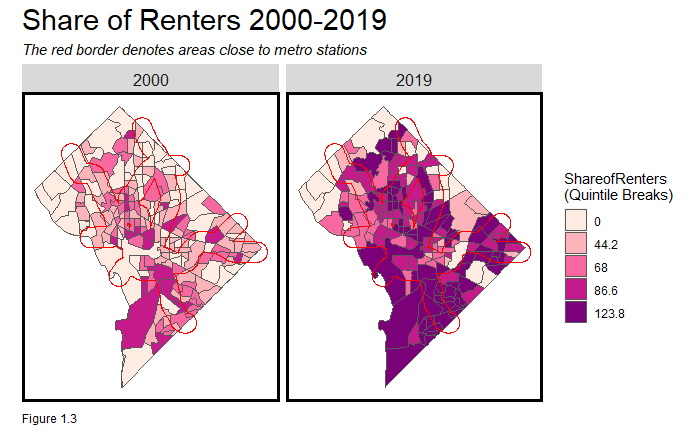 Share of Renters 2000-2019
The red border denotes areas close to metro stations
2000
2019
ShareofRenters
(Quintile Breaks)
0
44.2
68
86.6
123.8
Figure 1.3